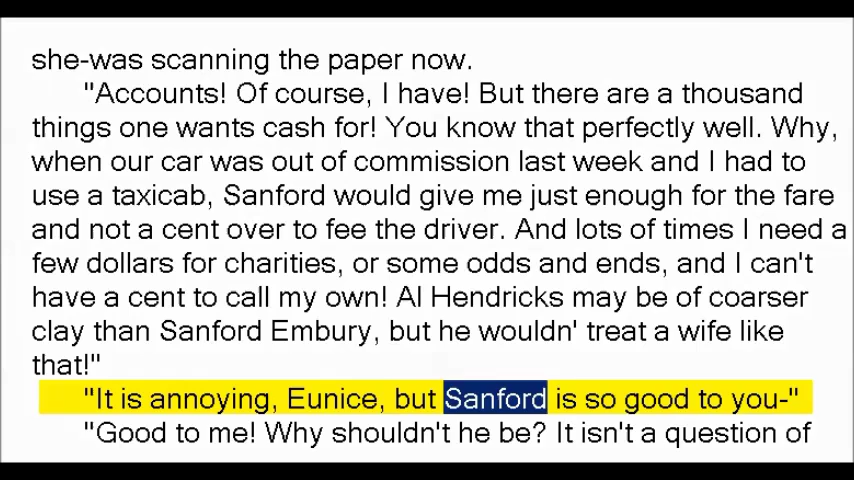 she-was scanning the paper now.
"Accounts! Of course, I have! But there are a thousand
things one wants cash for! You know that perfectly well. Why,
when our car was out of commission last week and I had to
use a taxicab, Sanford would give me just enough for the fare
and not a cent over to fee the driver. And lots of times I need a
few dollars for charities, or some odds and ends, and I can't
have a cent to call my own! Al Hendricks may be of coarser
clay than Sanford Embury, but he wouldn' treat a wife like
that!"
"It is annoying, Eunice, but Sanford is so good to you-"
"Good to me! Why shouldn't he be? It isn't a question of